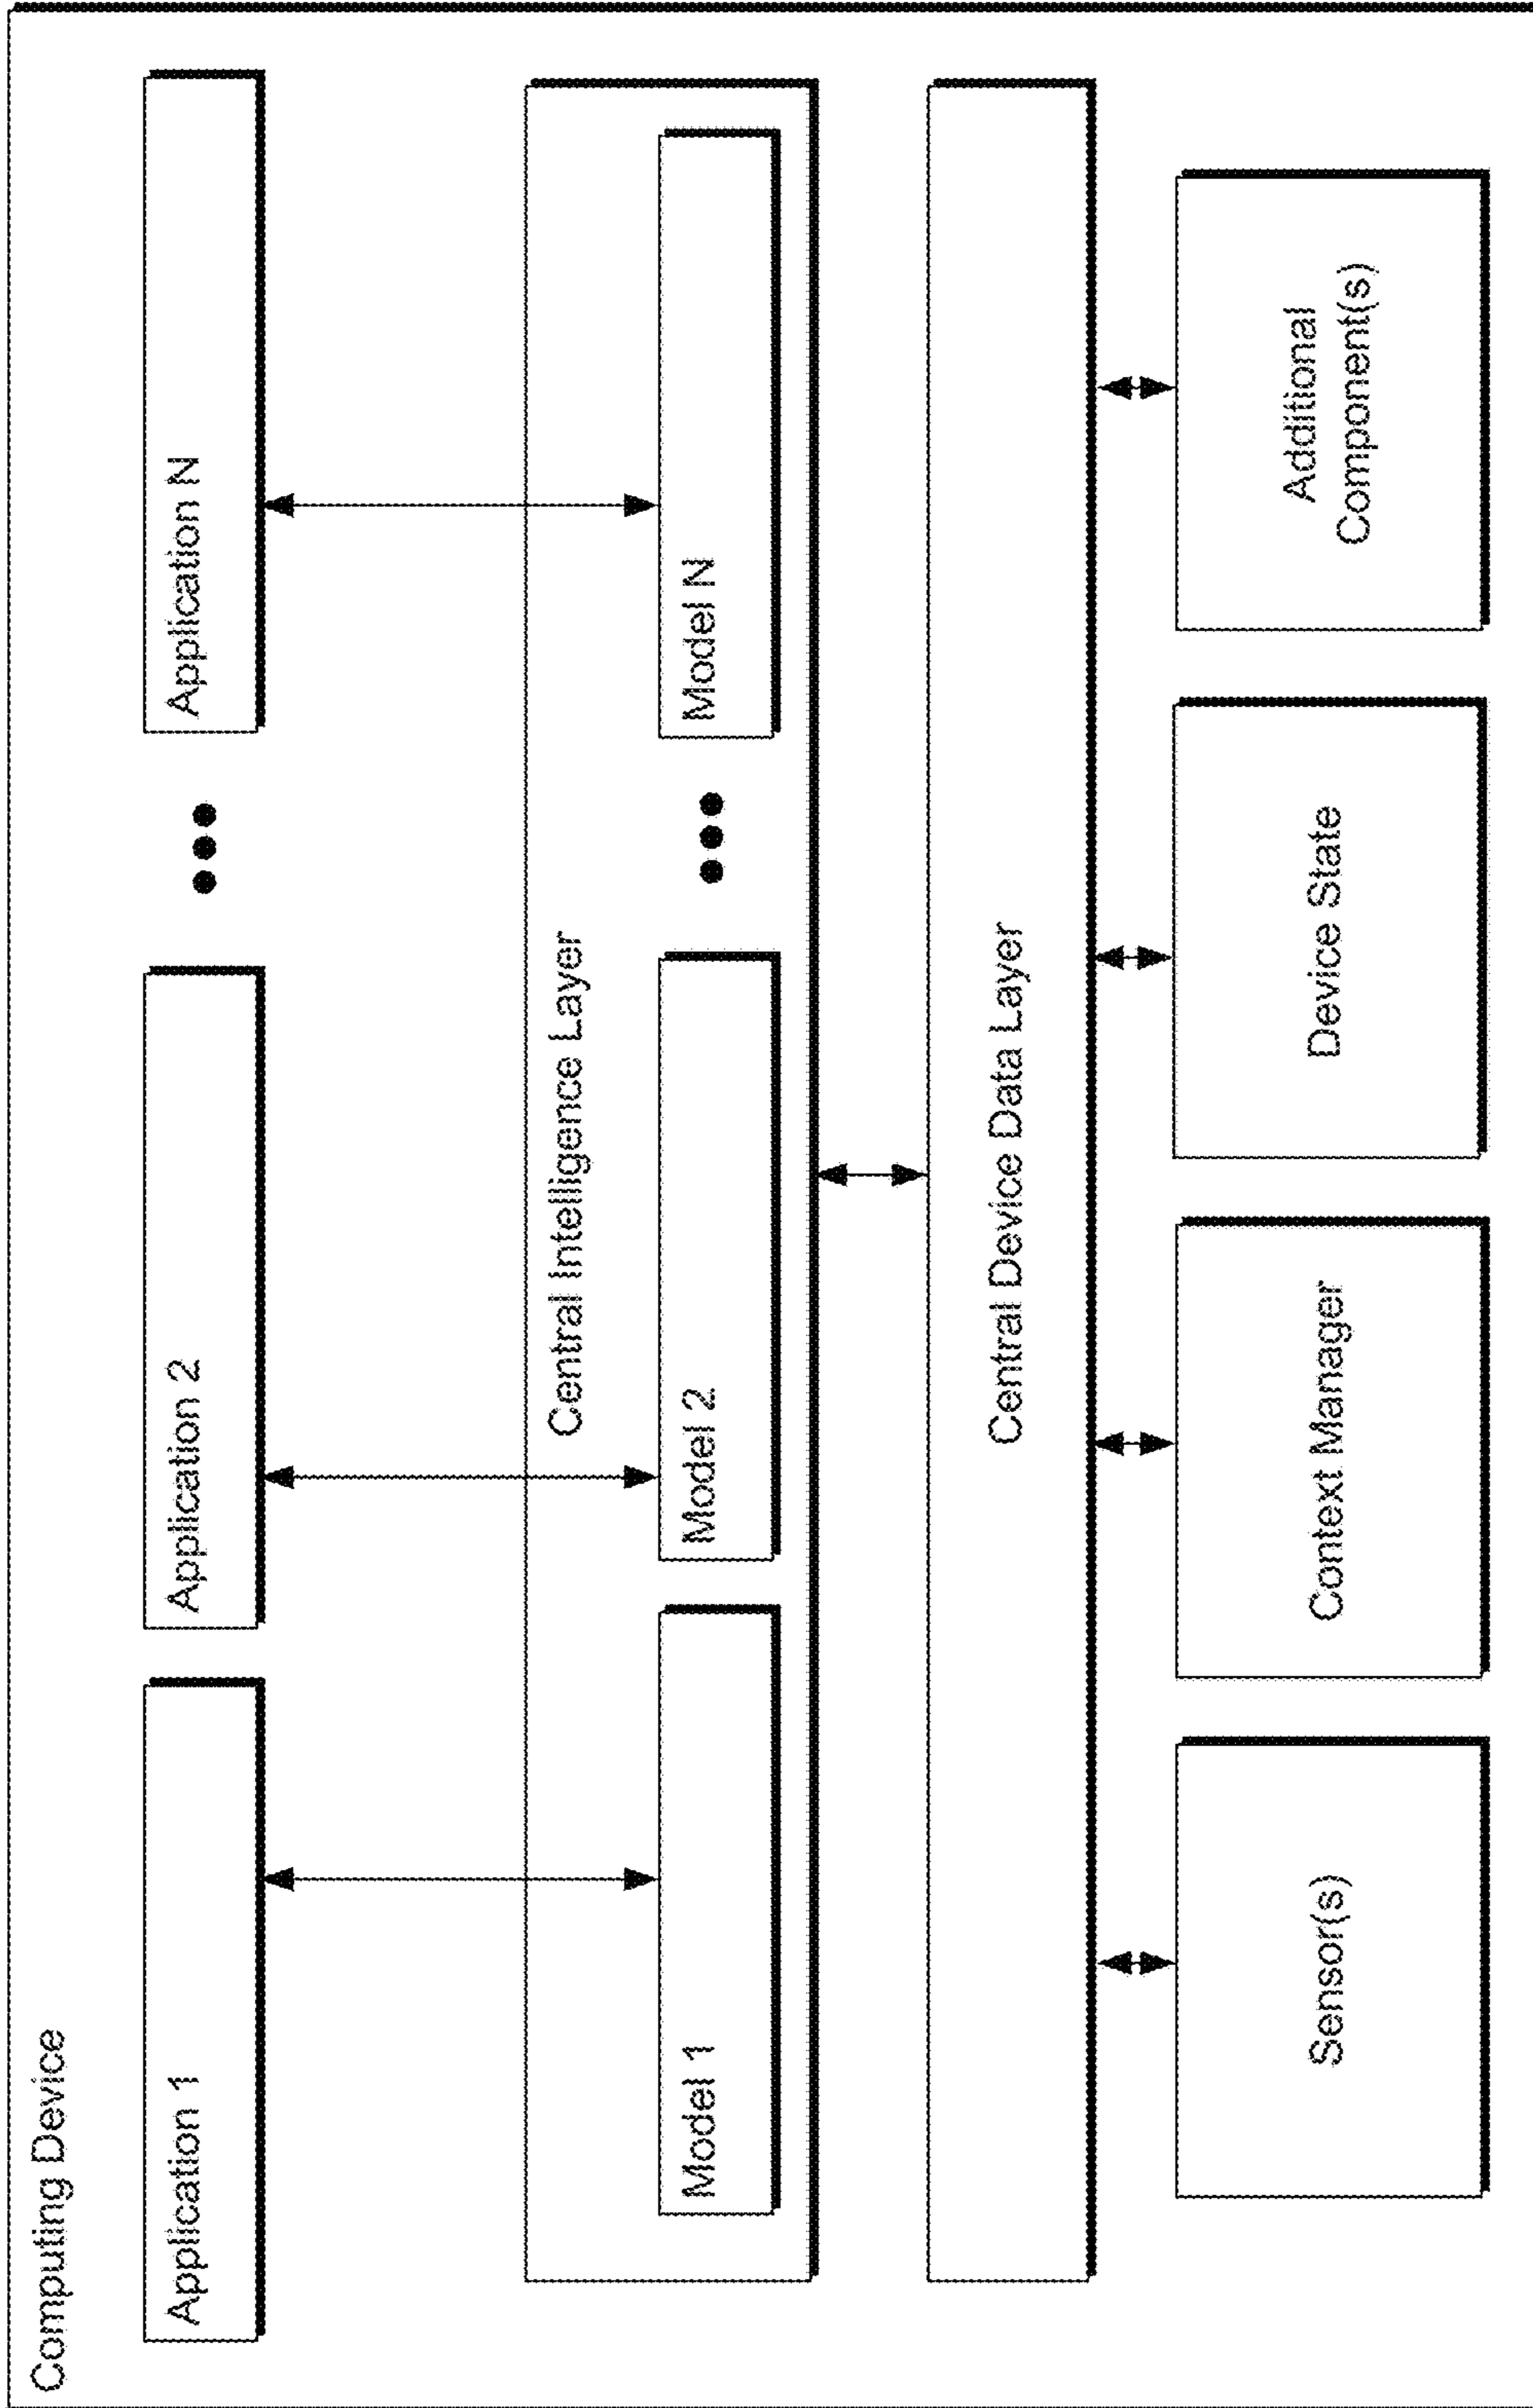 Computing Device
Application 1
Application 2
Application N
Central Intelligence Layer
Model 1
Model 2
Model N
Central Device Data Layer
Sensor(s)
Context Manager
Device State
Additional
Component(s)